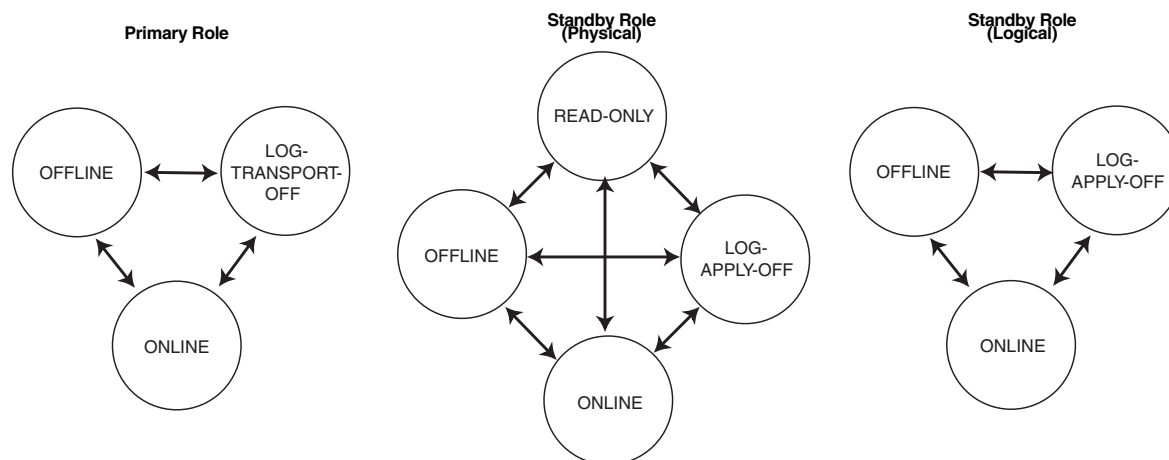 Primary Role
OFFLINE
LOG-
TRANSPORT-
OFF
ONLINE
Standby Role
(Physical)
READ-ONLY
OFFLINE
LOG-
APPLY-OFF
ONLINE
Standby Role
(Logical)
OFFLINE
LOG-
APPLY-OFF
ONLINE